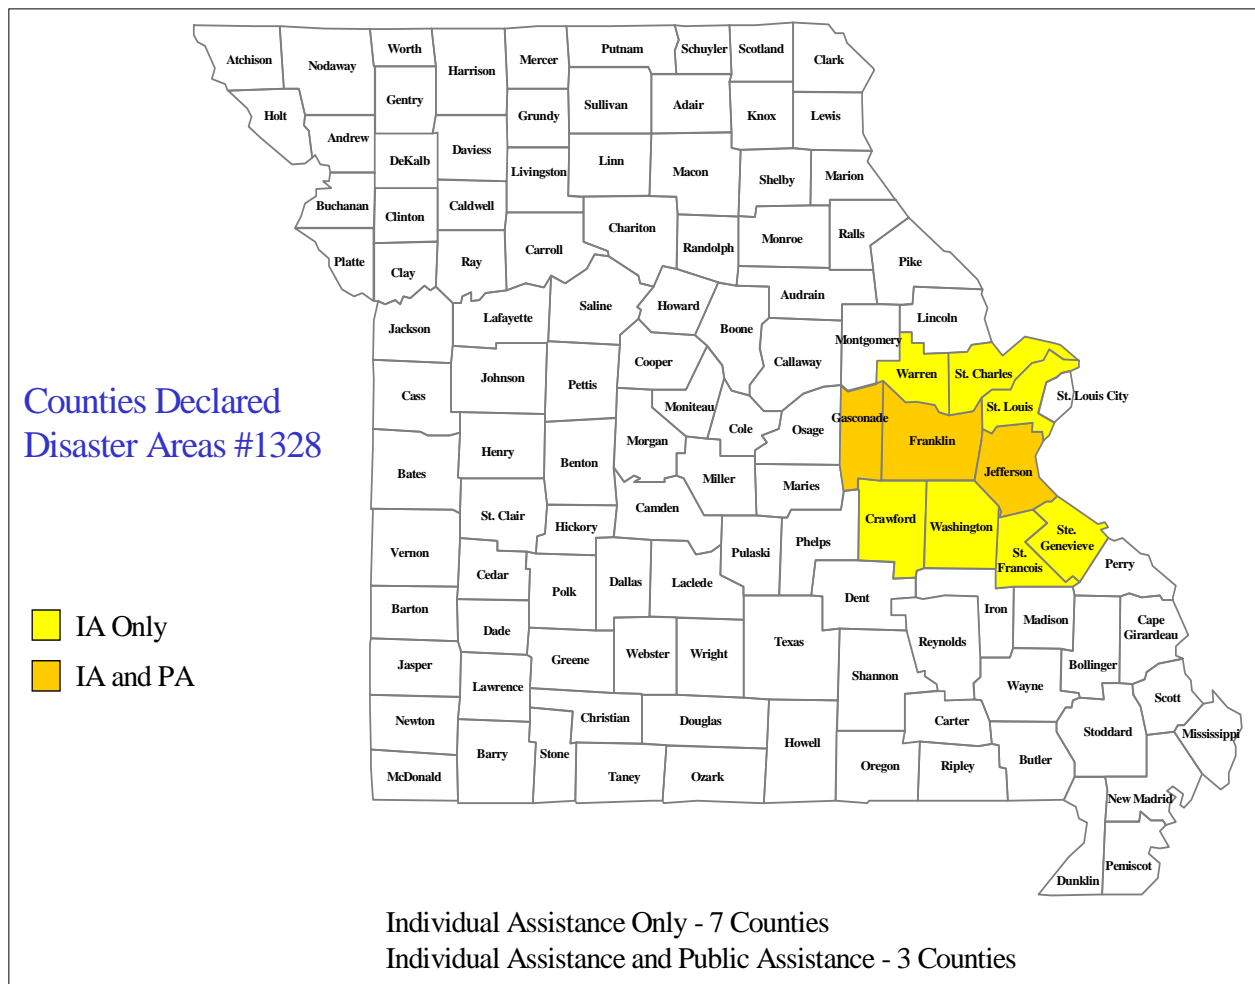 Atchison
Nodaway
Worth
Harrison
Mercer
Putnam
Schuyler
Scotland
Clark
Holt
Gentry
Grundy
Sullivan
Adair
Knox
Lewis
Andrew
DeKalb
Daviess
Livingston
Linn
Macon
Shelby
Marion
Buchanan
Clinton
Caldwell
Carroll
Chariton
Randolph
Monroe
Ralls
Pike
Platte
Clay
Ray
Audrain
Jackson
Lafayette
Saline
Howard
Boone
Callaway
Montgomery
Lincoln
Cass
Johnson
Pettis
Cooper
Moniteau
Cole
Osage
Gasconade
Warren
St. Charles
St. Louis
St. Louis City
Franklin
Jefferson
Counties Declared
Disaster Areas #1328
Bates
Henry
Benton
Morgan
Miller
Maries
Camden
St. Clair
Hickory
Crawford
Washington
Ste.
Genevieve
St.
Francois
Perry
Vernon
Cedar
Polk
Dallas
Laclede
Pulaski
Phelps
Dent
Iron
Madison
Bollinger
Cape
Girardeau
Barton
Dade
Greene
Webster
Wright
Texas
Reynolds
Shannon
Wayne
Scott
Mississippi
IA Only
IA and PA
Jasper
Lawrence
Newton
Christian
Douglas
Howell
Carter
Stoddard
Barry
Stone
McDonald
Taney
Ozark
Oregon
Ripley
Butler
New Madrid
Pemiscot
Dunklin
Individual Assistance Only - 7 Counties
Individual Assistance and Public Assistance - 3 Counties